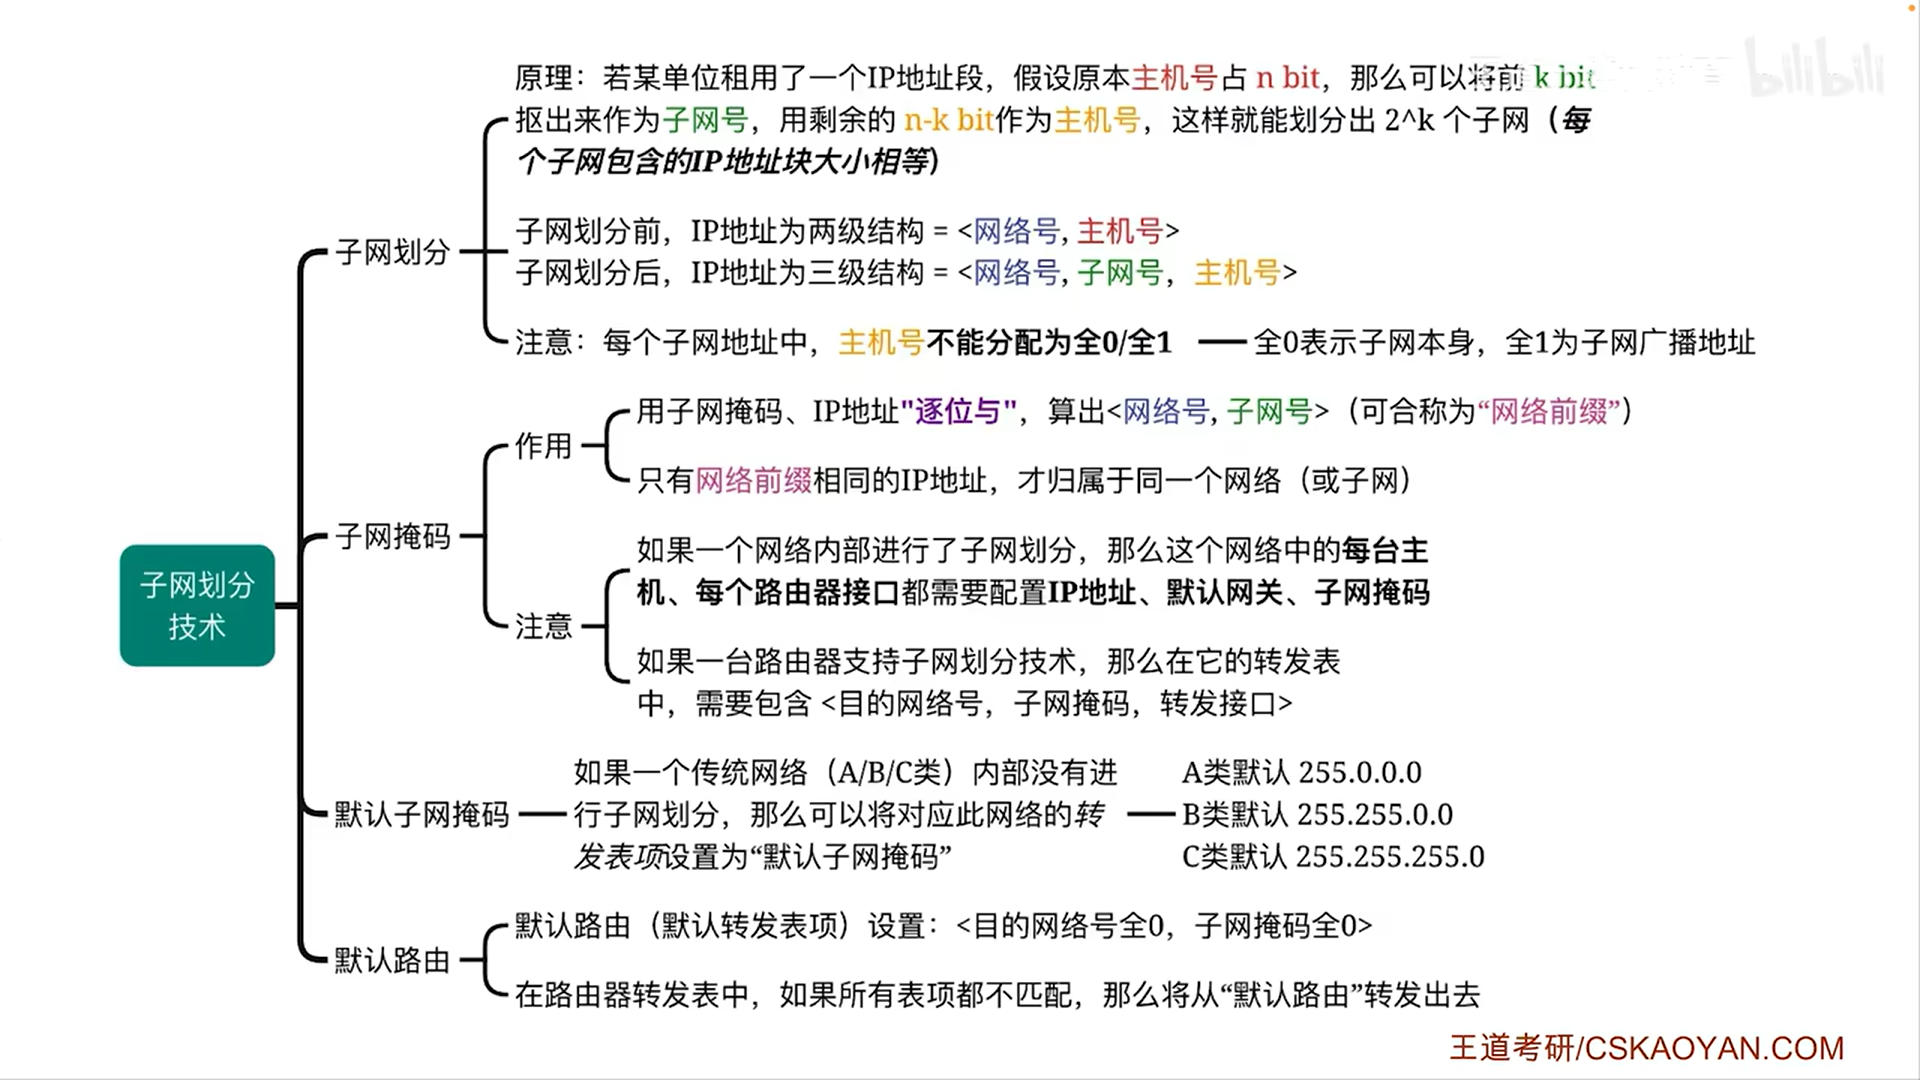 原理：若某单位租用了一个IP地址段，假设原本主机号占 n bit，那么可以将前 k bit
抠出来作为子网号，用剩余的 n-k bit作为主机号，这样就能划分出 2^k 个子网（每
个子网包含的IP地址块大小相等）
子网划分
子网划分前，IP地址为两级结构 = <网络号, 主机号>
子网划分后，IP地址为三级结构 = <网络号, 子网号，主机号>
注意：每个子网地址中，主机号不能分配为全0/全1
全0表示子网本身，全1为子网广播地址
子网掩码
作用
用子网掩码、IP地址"逐位与"，算出<网络号, 子网号>（可合称为“网络前缀”）
只有网络前缀相同的IP地址，才归属于同一个网络（或子网）
注意
如果一个网络内部进行了子网划分，那么这个网络中的每台主
机、每个路由器接口都需要配置IP地址、默认网关、子网掩码
如果一台路由器支持子网划分技术，那么在它的转发表
中，需要包含 <目的网络号，子网掩码，转发接口>
子网划分
技术
默认子网掩码
如果一个传统网络（A/B/C类）内部没有进
行子网划分，那么可以将对应此网络的转
发表项设置为“默认子网掩码”
A类默认 255.0.0.0
B类默认 255.255.0.0
C类默认 255.255.255.0
默认路由
默认路由（默认转发表项）设置：<目的网络号全0，子网掩码全0>
在路由器转发表中，如果所有表项都不匹配，那么将从“默认路由”转发出去
王道考研/CSKAOYAN.COM
bilibili